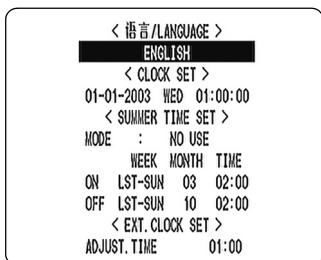 < 语言/LANGUAGE >
ENGLISH
< CLOCK SET >
01-01-2003 WED 01:00:00
< SUMMER TIME SET >
MODE : NO USE
WEEK MONTH TIME
ON LST-SUN 03 02:00
OFF LST-SUN 10 02:00
< EXT.CLOCK SET >
ADJUST.TIME 01:00